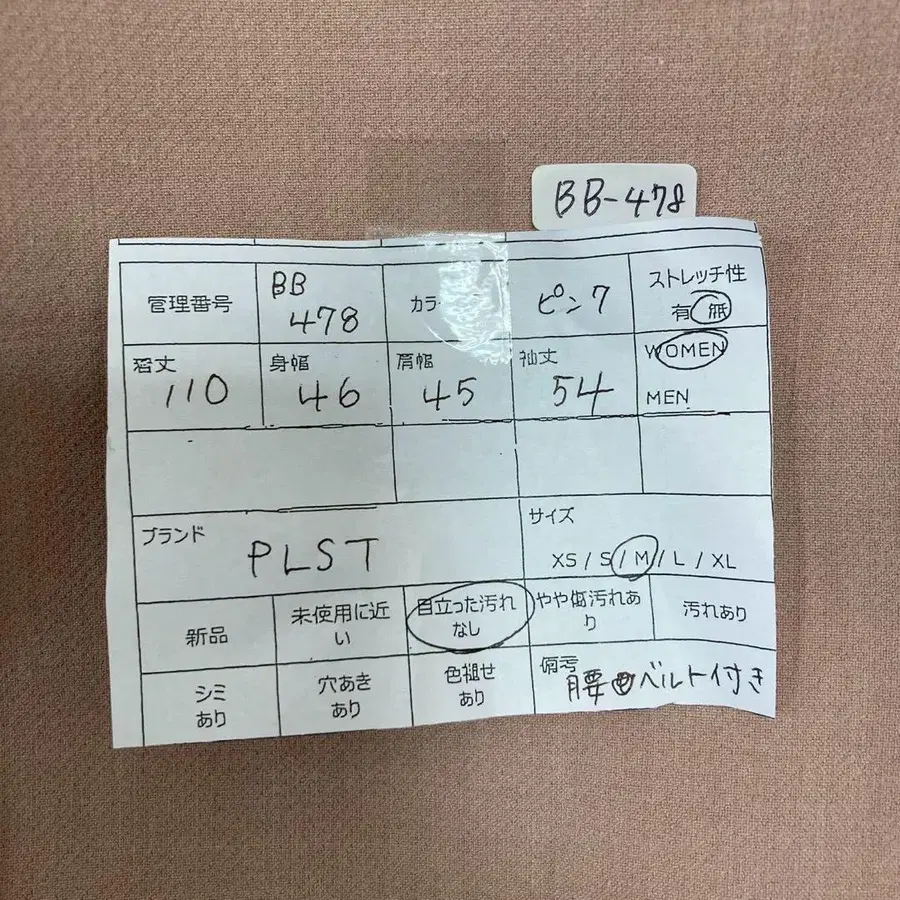 BB-478
管理番号
BB
478
カラ
ピンク
ストレッチ性
有 無
着丈
110
身幅
46
肩幅
45
袖丈
54
WOMEN
MEN
ブランド
PLST
サイズ
XS / S / M / L / XL
新品
未使用に近
い
目立った汚れ
なし
やや傷汚れあ
り
汚れあり
シミ
あり
穴あき
あり
色褪せ
あり
備考
腰ベルト付き